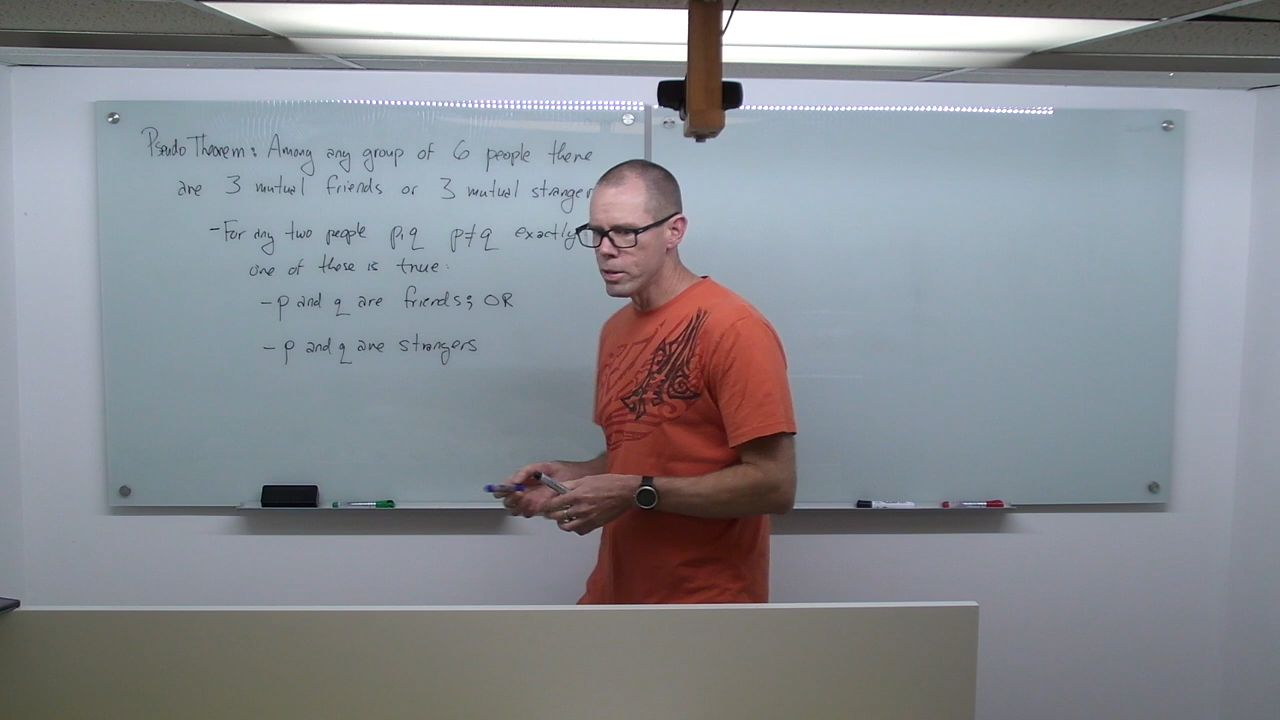 Pseudo Theorem: Among any group of 6 people there
are 3 mutual friends or 3 mutual stranger
- For any two people p,q p≠q exactly
one of these is true:
- p and q are friends; OR
- p and q are strangers